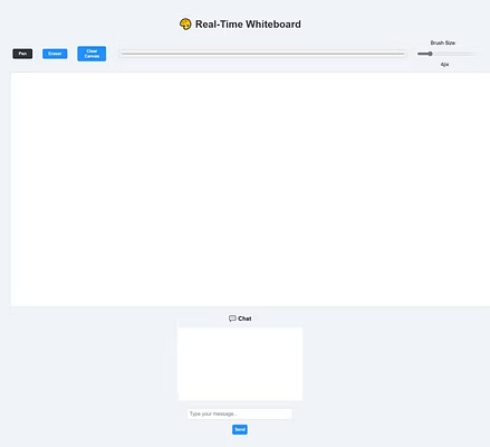 🎨 Real-Time Whiteboard
Pen
Eraser
Clear
Canvas
Brush Size:
4px
💬 Chat
Type your message...
Send